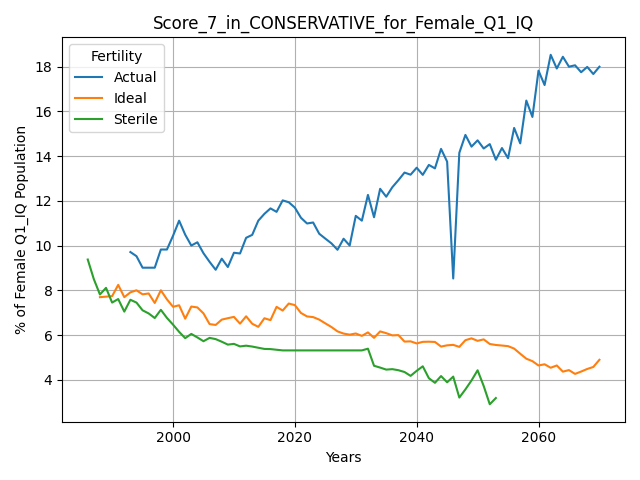 Score_7_in_CONSERVATIVE_for_Female_Q1_IQ
Fertility
Actual
Ideal
Sterile
% of Female Q1_IQ Population
18
16
14
12
10
8
6
4
2000
2020
2040
2060
Years